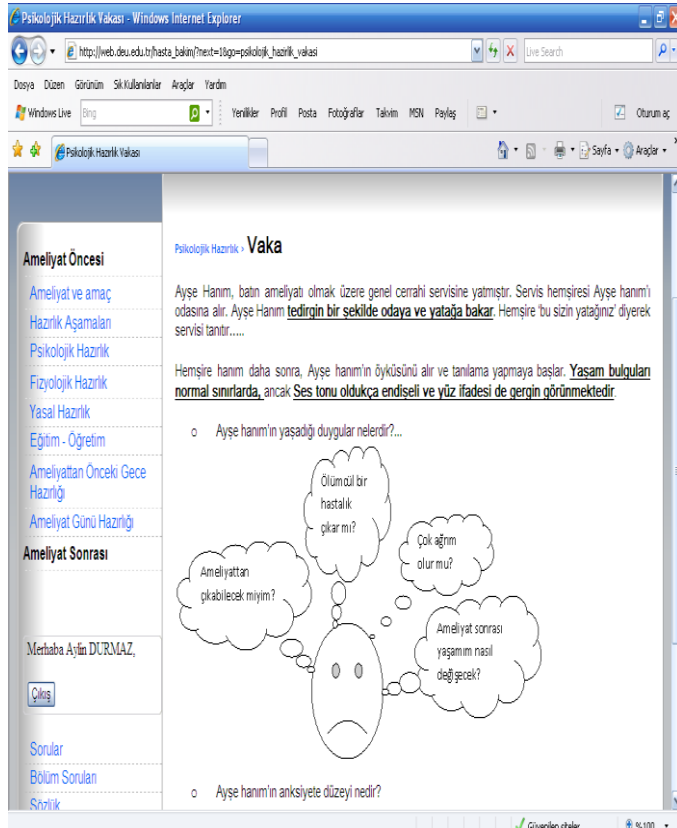 Psikolojik Hazırlık Vakası - Windows Internet Explorer
http://web.deu.edu.tr/hasta_bakim/?next=1&go=psikolojik_hazirlik_vakasi
Live Search
Dosya Düzen Görünüm Sık Kullanılanlar Araçlar Yardım
Windows Live Bing Yenilikler Profil Posta Fotoğraflar Takvim MSN Paylaş Oturum aç
Psikolojik Hazırlık Vakası Sayfa Araçlar
Ameliyat Öncesi
Ameliyat ve amaç
Hazırlık Aşamaları
Psikolojik Hazırlık
Fizyolojik Hazırlık
Yasal Hazırlık
Eğitim - Öğretim
Ameliyattan Önceki Gece
Hazırlığı
Ameliyat Günü Hazırlığı
Ameliyat Sonrası
Merhaba Aylin DURMAZ,
Çıkış
Sorular
Bölüm Soruları
Sözlük
Psikolojik Hazırlık › Vaka
Ayşe Hanım, batın ameliyatı olmak üzere genel cerrahi servisine yatmıştır. Servis hemşiresi Ayşe hanım'ı
odasına alır. Ayşe Hanım tedirgin bir şekilde odaya ve yatağa bakar. Hemşire 'bu sizin yatağınız' diyerek
servisi tanıtır.....
Hemşire hanım daha sonra, Ayşe hanım'ın öyküsünü alır ve tanılama yapmaya başlar. Yaşam bulguları
normal sınırlarda, ancak Ses tonu oldukça endişeli ve yüz ifadesi de gergin görünmektedir.
o Ayşe hanım'ın yaşadığı duygular nelerdir?...
Ölümcül bir
hastalık
çıkar mı?
Çok ağrım
olur mu?
Ameliyattan
çıkabilecek miyim?
Ameliyat sonrası
yaşamım nasıl
değişecek?
o Ayşe hanım'ın anksiyete düzeyi nedir?
Güvenilen siteler %100